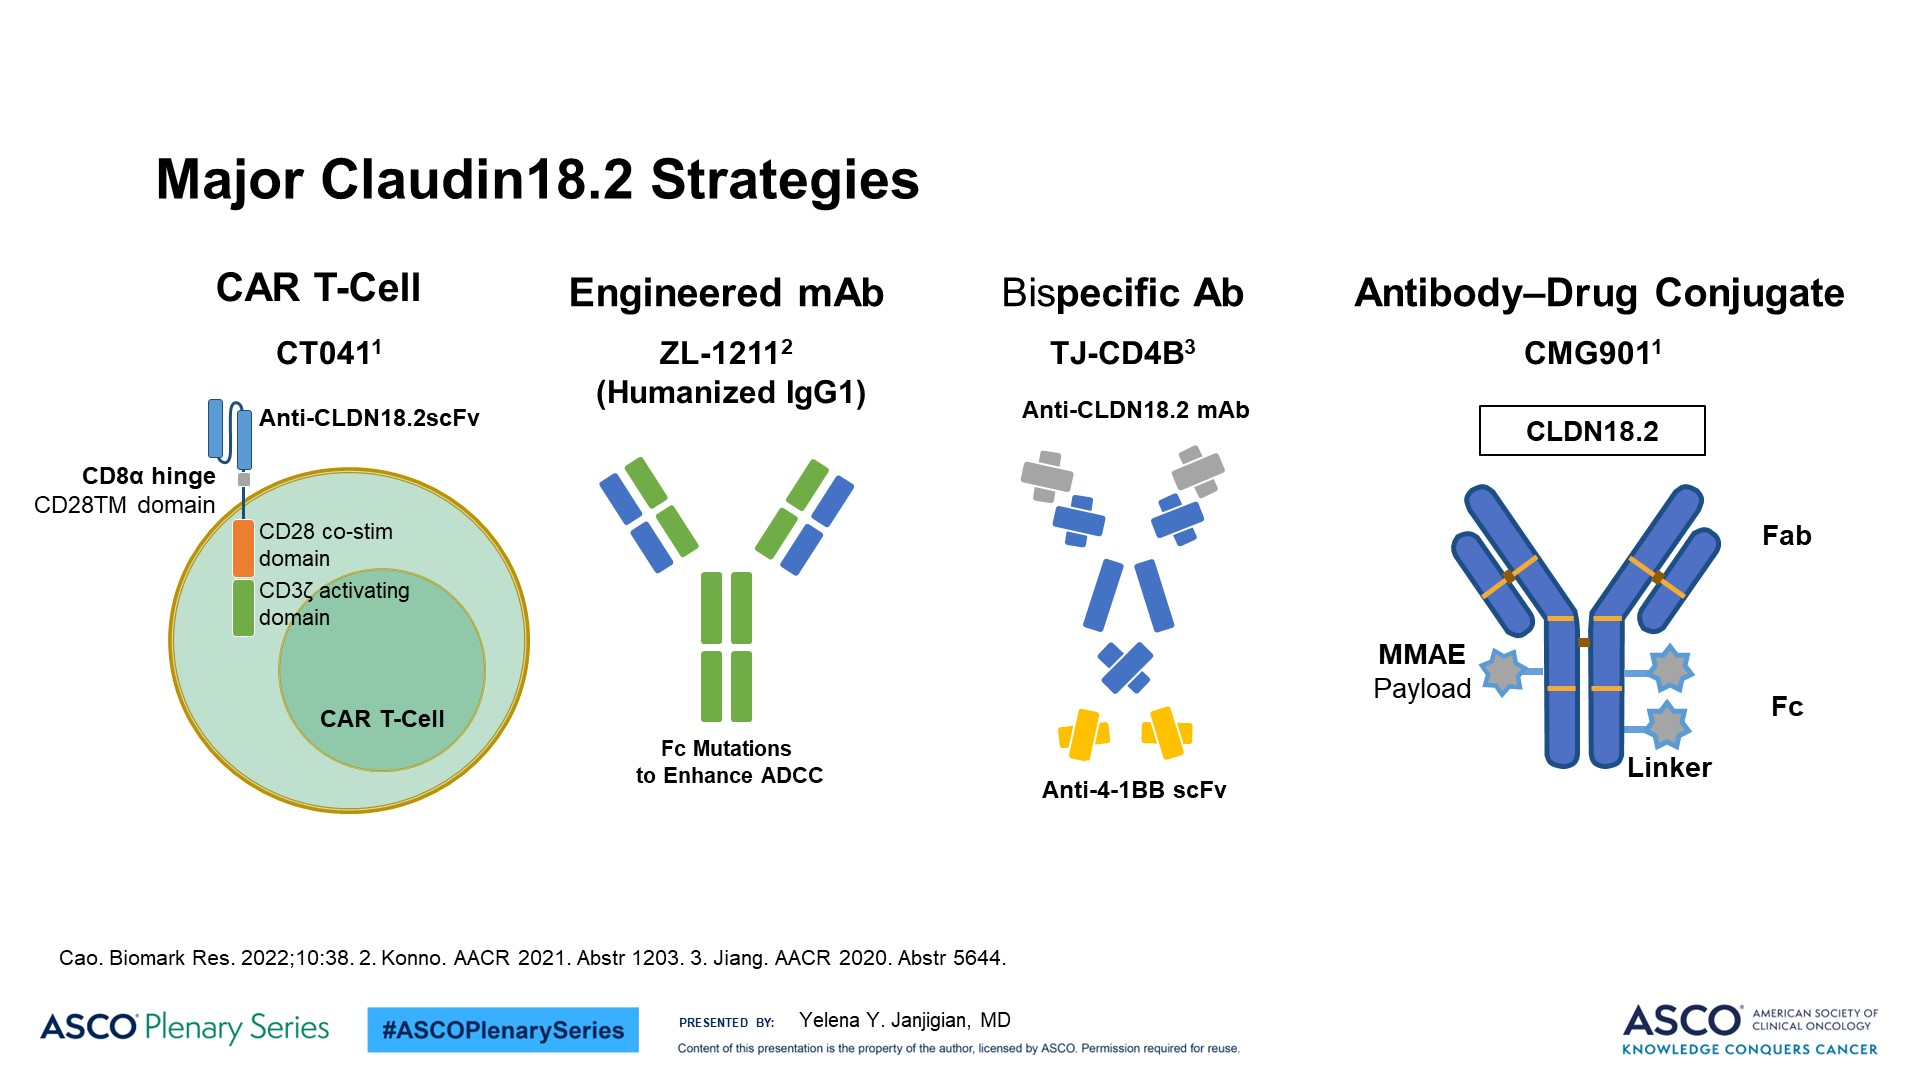 Major Claudin18.2 Strategies
CAR T-Cell
CT041¹
Anti-CLDN18.2scFv
CD8α hinge
CD28TM domain
CD28 co-stim
domain
CD3ζ activating
domain
CAR T-Cell
Engineered mAb
ZL-1211²
(Humanized IgG1)
Fc Mutations
to Enhance ADCC
Bispecific Ab
TJ-CD4B³
Anti-CLDN18.2 mAb
Anti-4-1BB scFv
Antibody–Drug Conjugate
CMG901¹
CLDN18.2
Fab
MMAE
Payload
Fc
Linker
Cao. Biomark Res. 2022;10:38. 2. Konno. AACR 2021. Abstr 1203. 3. Jiang. AACR 2020. Abstr 5644.
ASCO Plenary Series
#ASCOPlenarySeries
PRESENTED BY: Yelena Y. Janjigian, MD
Content of this presentation is the property of the author, licensed by ASCO. Permission required for reuse.
ASCO AMERICAN SOCIETY OF
CLINICAL ONCOLOGY
KNOWLEDGE CONQUERS CANCER